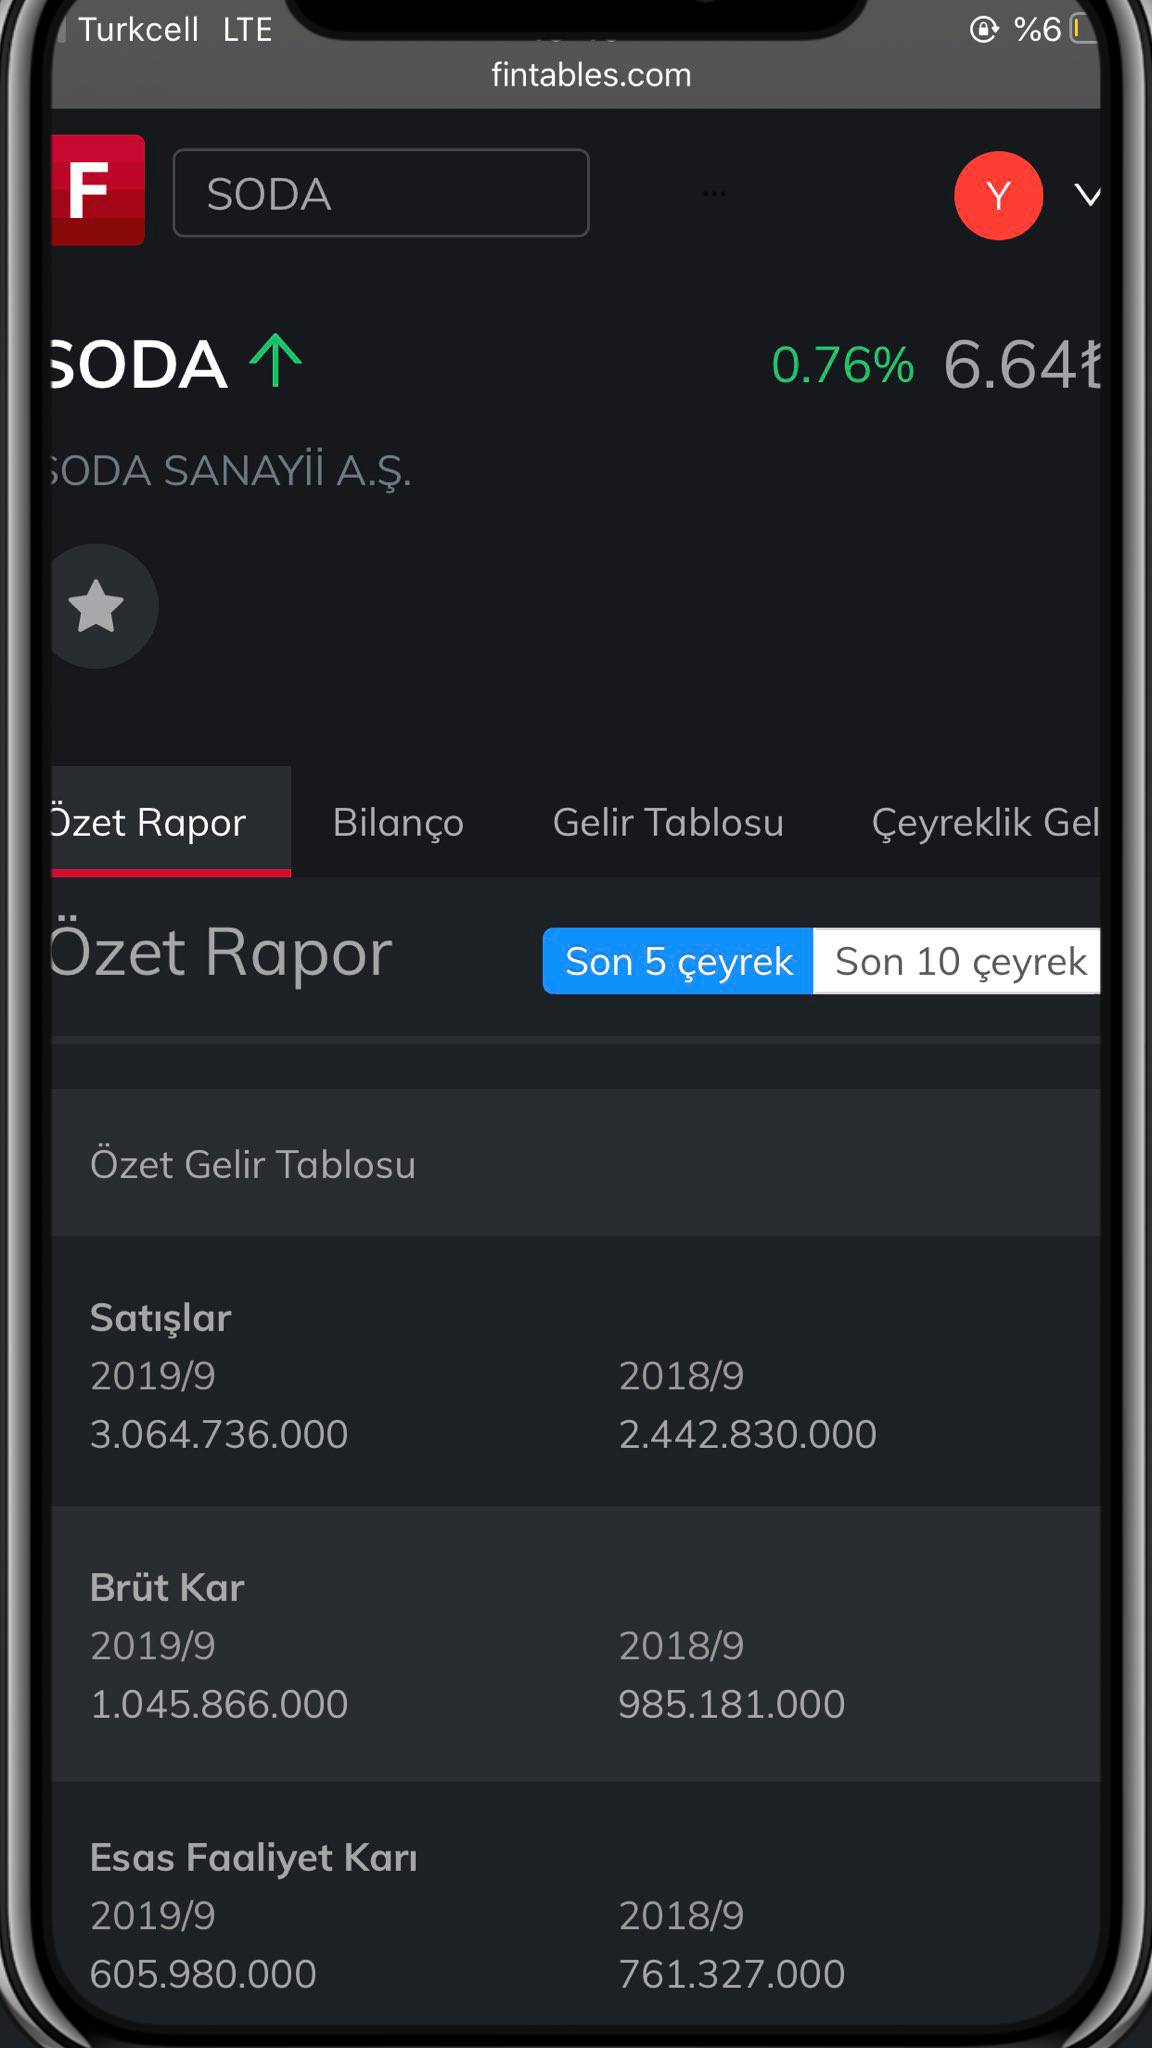 Turkcell LTE %6
fintables.com
F SODA ... Y
SODA ↑ 0.76% 6.64₺
SODA SANAYİİ A.Ş.
Özet Rapor Bilanço Gelir Tablosu Çeyreklik Gel
Özet Rapor Son 5 çeyrek Son 10 çeyrek
Özet Gelir Tablosu
Satışlar
2019/9 2018/9
3.064.736.000 2.442.830.000
Brüt Kar
2019/9 2018/9
1.045.866.000 985.181.000
Esas Faaliyet Karı
2019/9 2018/9
605.980.000 761.327.000